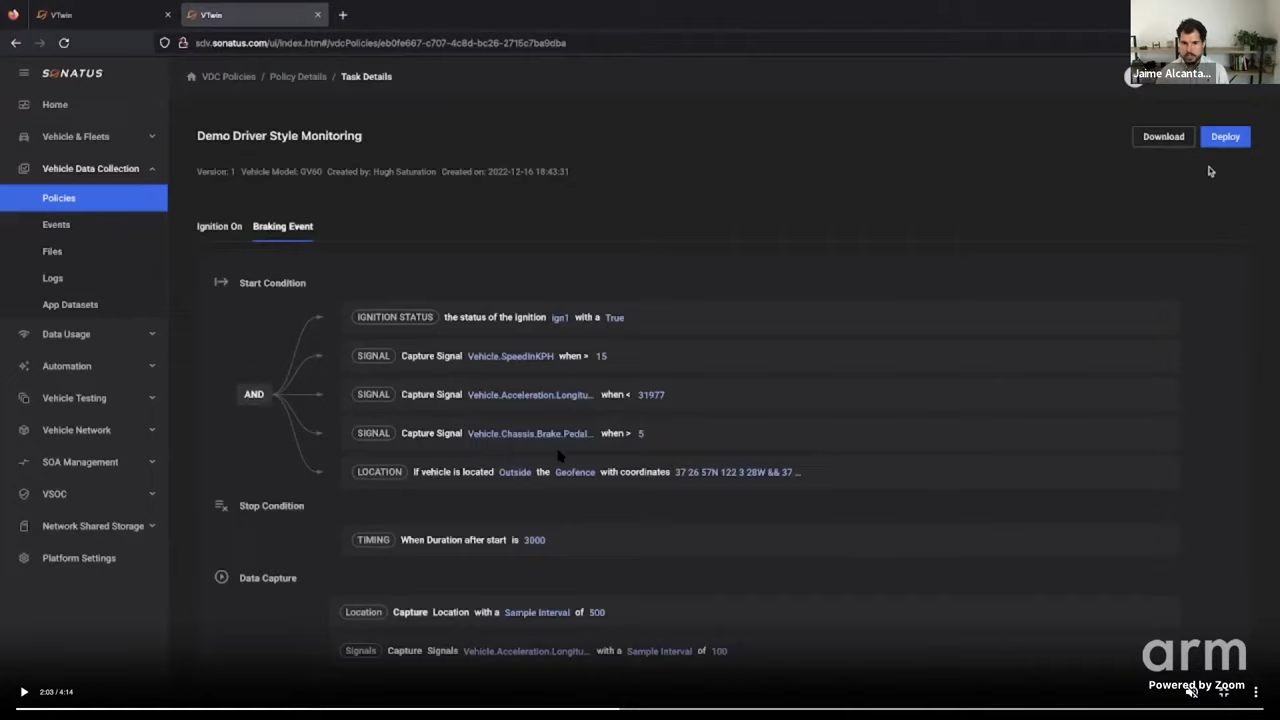 VTwin
VTwin
sdv.sonatus.com/ui/index.htm#/vdcPolicies/eb0fe667-c707-4c8d-bc26-2715c7ba9dba
Jaime Alcanta...
SONATUS
VDC Policies / Policy Details / Task Details
Home
Vehicle & Fleets
Vehicle Data Collection
Policies
Events
Files
Logs
App Datasets
Data Usage
Automation
Vehicle Testing
Vehicle Network
SOA Management
VSOC
Network Shared Storage
Platform Settings
Demo Driver Style Monitoring
Download
Deploy
Version: 1 Vehicle Model: GV60 Created by: Hugh Saturation Created on: 2022-12-16 18:43:31
Ignition On Braking Event
Start Condition
AND
IGNITION STATUS the status of the ignition ign1 with a True
SIGNAL Capture Signal Vehicle.SpeedInKPH when > 15
SIGNAL Capture Signal Vehicle.Acceleration.Longitu... when < 31977
SIGNAL Capture Signal Vehicle.Chassis.Brake.Pedal... when > 5
LOCATION If vehicle is located Outside the Geofence with coordinates 37 26 57N 122 3 28W && 37 ...
Stop Condition
TIMING When Duration after start is 3000
Data Capture
Location Capture Location with a Sample Interval of 500
Signals Capture Signals Vehicle.Acceleration.Longitu... with a Sample Interval of 100
arm
Powered by Zoom
2:03 / 4:14